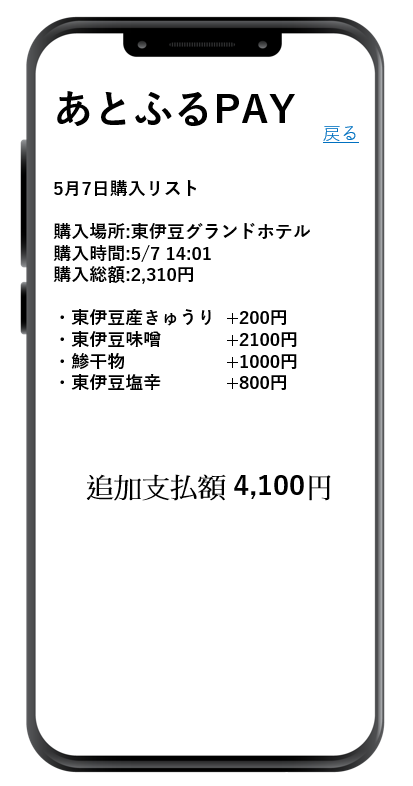 あとふるPAY
戻る
5月7日購入リスト
購入場所:東伊豆グランドホテル
購入時間:5/7 14:01
購入総額:2,310円
・東伊豆産きゅうり +200円
・東伊豆味噌 +2100円
・鯵干物 +1000円
・東伊豆塩辛 +800円
追加支払額 4,100円